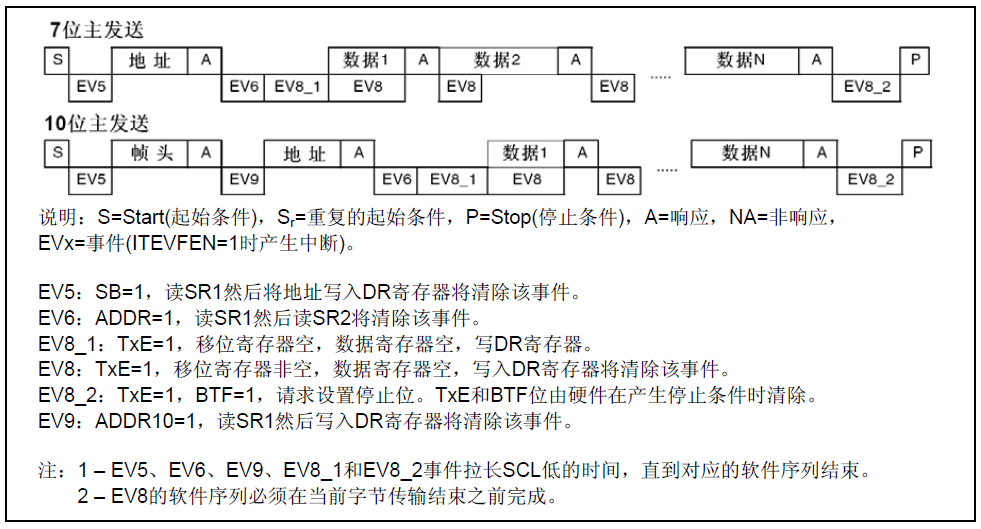 7位主发送
S 地 址 A 数据1 A 数据2 A ..... 数据N A P
EV5 EV6 EV8_1 EV8 EV8 EV8 EV8_2
10位主发送
S 帧 头 A 地 址 A 数据1 A ..... 数据N A P
EV5 EV9 EV6 EV8_1 EV8 EV8 EV8_2
说明：S=Start(起始条件)，Sr=重复的起始条件，P=Stop(停止条件)，A=响应，NA=非响应，
EVx=事件(ITEVFEN=1时产生中断)。
EV5：SB=1，读SR1然后将地址写入DR寄存器将清除该事件。
EV6：ADDR=1，读SR1然后读SR2将清除该事件。
EV8_1：TxE=1，移位寄存器空，数据寄存器空，写DR寄存器。
EV8：TxE=1，移位寄存器非空，数据寄存器空，写入DR寄存器将清除该事件。
EV8_2：TxE=1，BTF=1，请求设置停止位。TxE和BTF位由硬件在产生停止条件时清除。
EV9：ADDR10=1，读SR1然后写入DR寄存器将清除该事件。
注：1 – EV5、EV6、EV9、EV8_1和EV8_2事件拉长SCL低的时间，直到对应的软件序列结束。
2 – EV8的软件序列必须在当前字节传输结束之前完成。